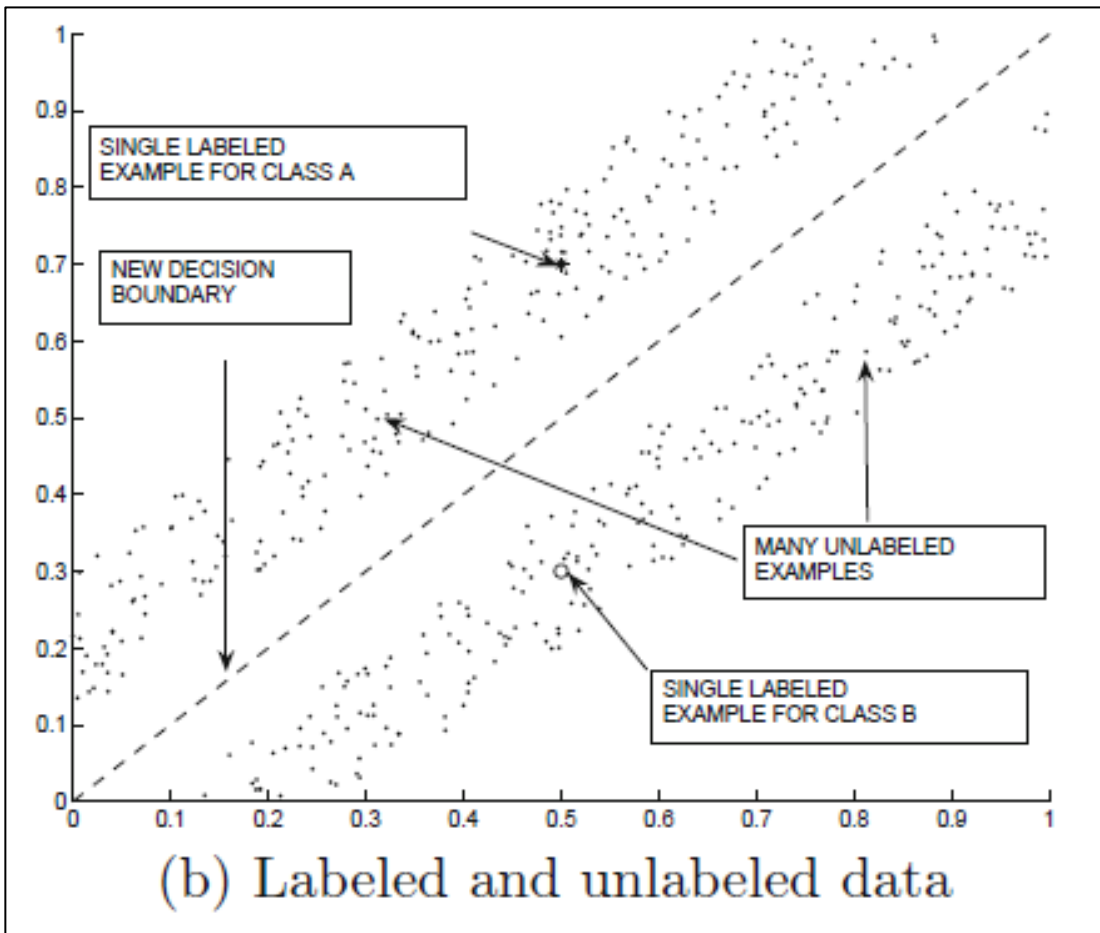 1
0.9
0.8
0.7
0.6
0.5
0.4
0.3
0.2
0.1
0
SINGLE LABELED
EXAMPLE FOR CLASS A
NEW DECISION
BOUNDARY
MANY UNLABELED
EXAMPLES
SINGLE LABELED
EXAMPLE FOR CLASS B
0 0.1 0.2 0.3 0.4 0.5 0.6 0.7 0.8 0.9 1
(b) Labeled and unlabeled data